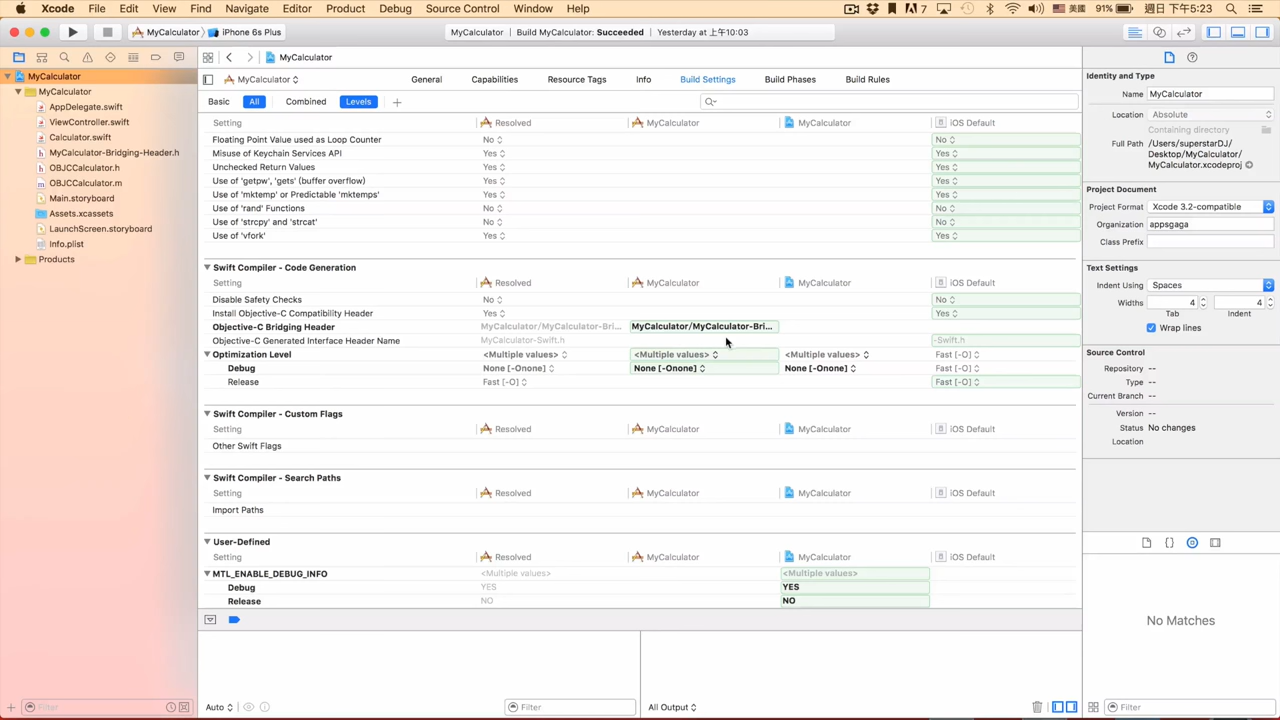 Xcode File Edit View Find Navigate Editor Product Debug Source Control Window Help 7 美國 91% 週日 下午5:23
MyCalculator iPhone 6s Plus MyCalculator Build MyCalculator: Succeeded Yesterday at 上午10:03
MyCalculator
MyCalculator
AppDelegate.swift
ViewController.swift
Calculator.swift
MyCalculator-Bridging-Header.h
OBJCCalculator.h
OBJCCalculator.m
Main.storyboard
Assets.xcassets
LaunchScreen.storyboard
Info.plist
Products
Filter
MyCalculator
MyCalculator General Capabilities Resource Tags Info Build Settings Build Phases Build Rules
Basic All Combined Levels
Setting Resolved MyCalculator MyCalculator iOS Default
Floating Point Value used as Loop Counter No No
Misuse of Keychain Services API Yes Yes
Unchecked Return Values Yes Yes
Use of 'getpw', 'gets' (buffer overflow) Yes Yes
Use of 'mktemp' or Predictable 'mktemps' Yes Yes
Use of 'rand' Functions No No
Use of 'strcpy' and 'strcat' No No
Use of 'vfork' Yes Yes
Swift Compiler - Code Generation
Setting Resolved MyCalculator MyCalculator iOS Default
Disable Safety Checks No No
Install Objective-C Compatibility Header Yes Yes
Objective-C Bridging Header MyCalculator/MyCalculator-Bri... MyCalculator/MyCalculator-Bri...
Objective-C Generated Interface Header Name MyCalculator-Swift.h -Swift.h
Optimization Level <Multiple values> <Multiple values> <Multiple values> Fast [-O]
Debug None [-Onone] None [-Onone] None [-Onone] Fast [-O]
Release Fast [-O] Fast [-O]
Swift Compiler - Custom Flags
Setting Resolved MyCalculator MyCalculator iOS Default
Other Swift Flags
Swift Compiler - Search Paths
Setting Resolved MyCalculator MyCalculator iOS Default
Import Paths
User-Defined
Setting Resolved MyCalculator MyCalculator iOS Default
MTL_ENABLE_DEBUG_INFO <Multiple values> <Multiple values>
Debug YES YES
Release NO NO
Auto Filter All Output
Identity and Type
Name MyCalculator
Location Absolute
Containing directory
Full Path /Users/superstarDJ/
Desktop/MyCalculator/
MyCalculator.xcodeproj
Project Document
Project Format Xcode 3.2-compatible
Organization appsgaga
Class Prefix
Text Settings
Indent Using Spaces
Widths 4 4
Tab Indent
Wrap lines
Source Control
Repository --
Type --
Current Branch --
Version --
Status No changes
Location
No Matches
Filter